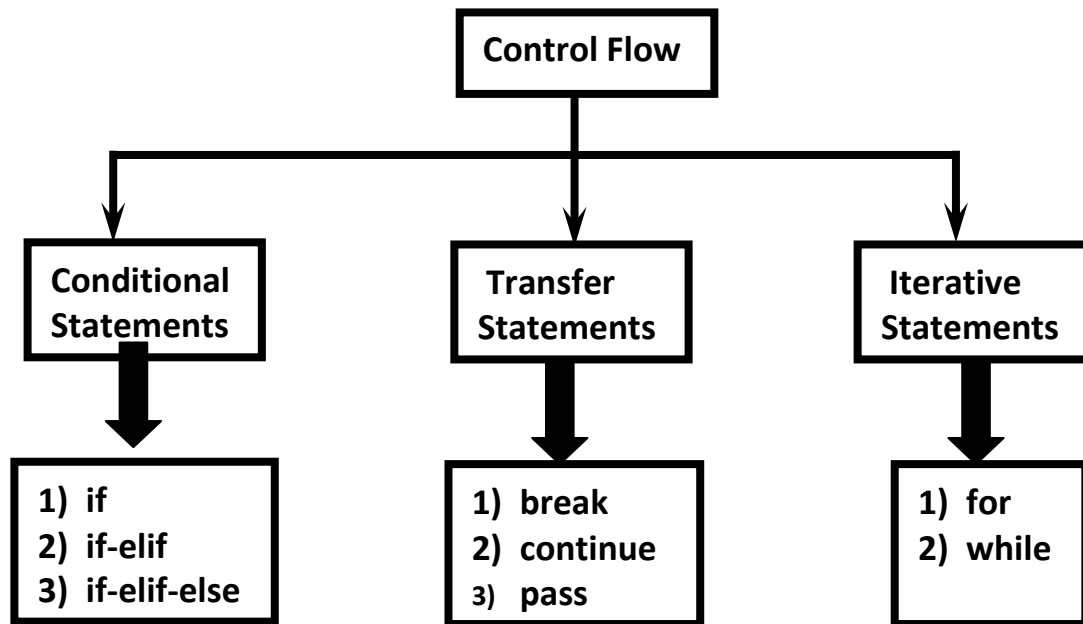 Control Flow
Conditional
Statements
Transfer
Statements
Iterative
Statements
1) if
2) if-elif
3) if-elif-else
1) break
2) continue
3) pass
1) for
2) while